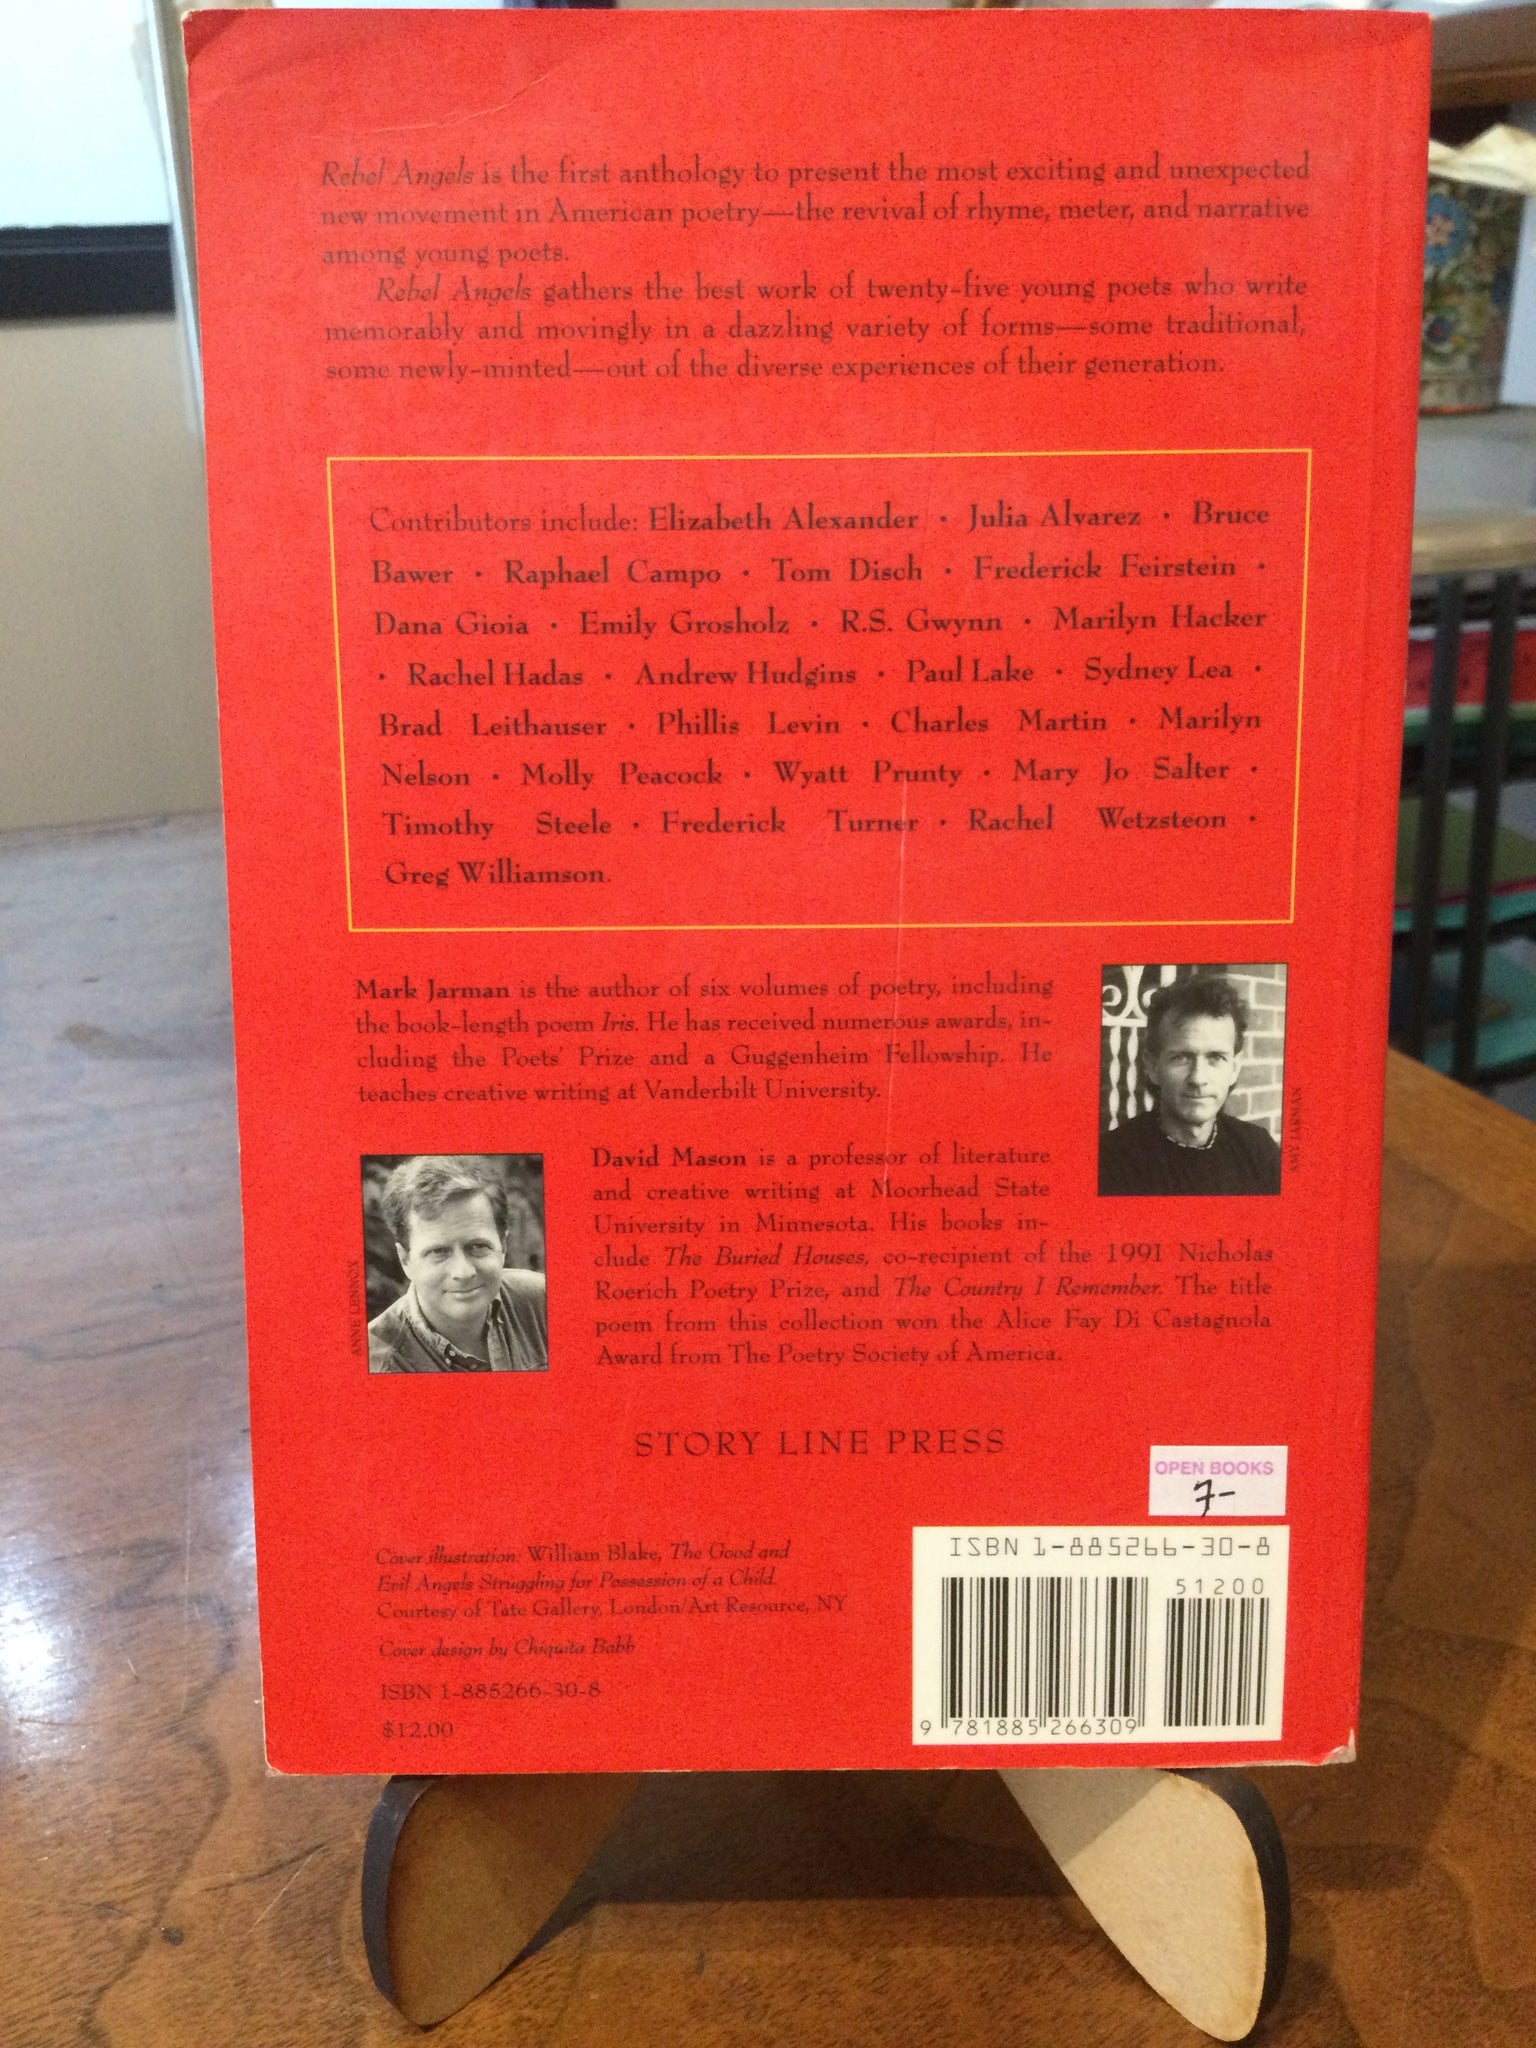 Rebel Angels is the first anthology to present the most exciting and unexpected
new movement in American poetry—the revival of rhyme, meter, and narrative
among young poets.
Rebel Angels gathers the best work of twenty-five young poets who write
memorably and movingly in a dazzling variety of forms—some traditional,
some newly-minted—out of the diverse experiences of their generation.
Contributors include: Elizabeth Alexander · Julia Alvarez · Bruce
Bawer · Raphael Campo · Tom Disch · Frederick Feirstein ·
Dana Gioia · Emily Grosholz · R.S. Gwynn · Marilyn Hacker
· Rachel Hadas · Andrew Hudgins · Paul Lake · Sydney Lea ·
Brad Leithauser · Phillis Levin · Charles Martin · Marilyn
Nelson · Molly Peacock · Wyatt Prunty · Mary Jo Salter ·
Timothy Steele · Frederick Turner · Rachel Wetzsteon ·
Greg Williamson.
Mark Jarman is the author of six volumes of poetry, including
the book-length poem Iris. He has received numerous awards, in-
cluding the Poets' Prize and a Guggenheim Fellowship. He
teaches creative writing at Vanderbilt University.
AMY JARMAN
David Mason is a professor of literature
and creative writing at Moorhead State
University in Minnesota. His books in-
clude The Buried Houses, co-recipient of the 1991 Nicholas
Roerich Poetry Prize, and The Country I Remember. The title
poem from this collection won the Alice Fay Di Castagnola
Award from The Poetry Society of America.
ANNE LENNOX
STORY LINE PRESS
OPEN BOOKS
7-
Cover illustration: William Blake, The Good and
Evil Angels Struggling for Possession of a Child.
Courtesy of Tate Gallery, London/Art Resource, NY
Cover design by Chiquita Babb
ISBN 1-885266-30-8
$12.00
ISBN 1-885266-30-8
51200
9 781885 266309